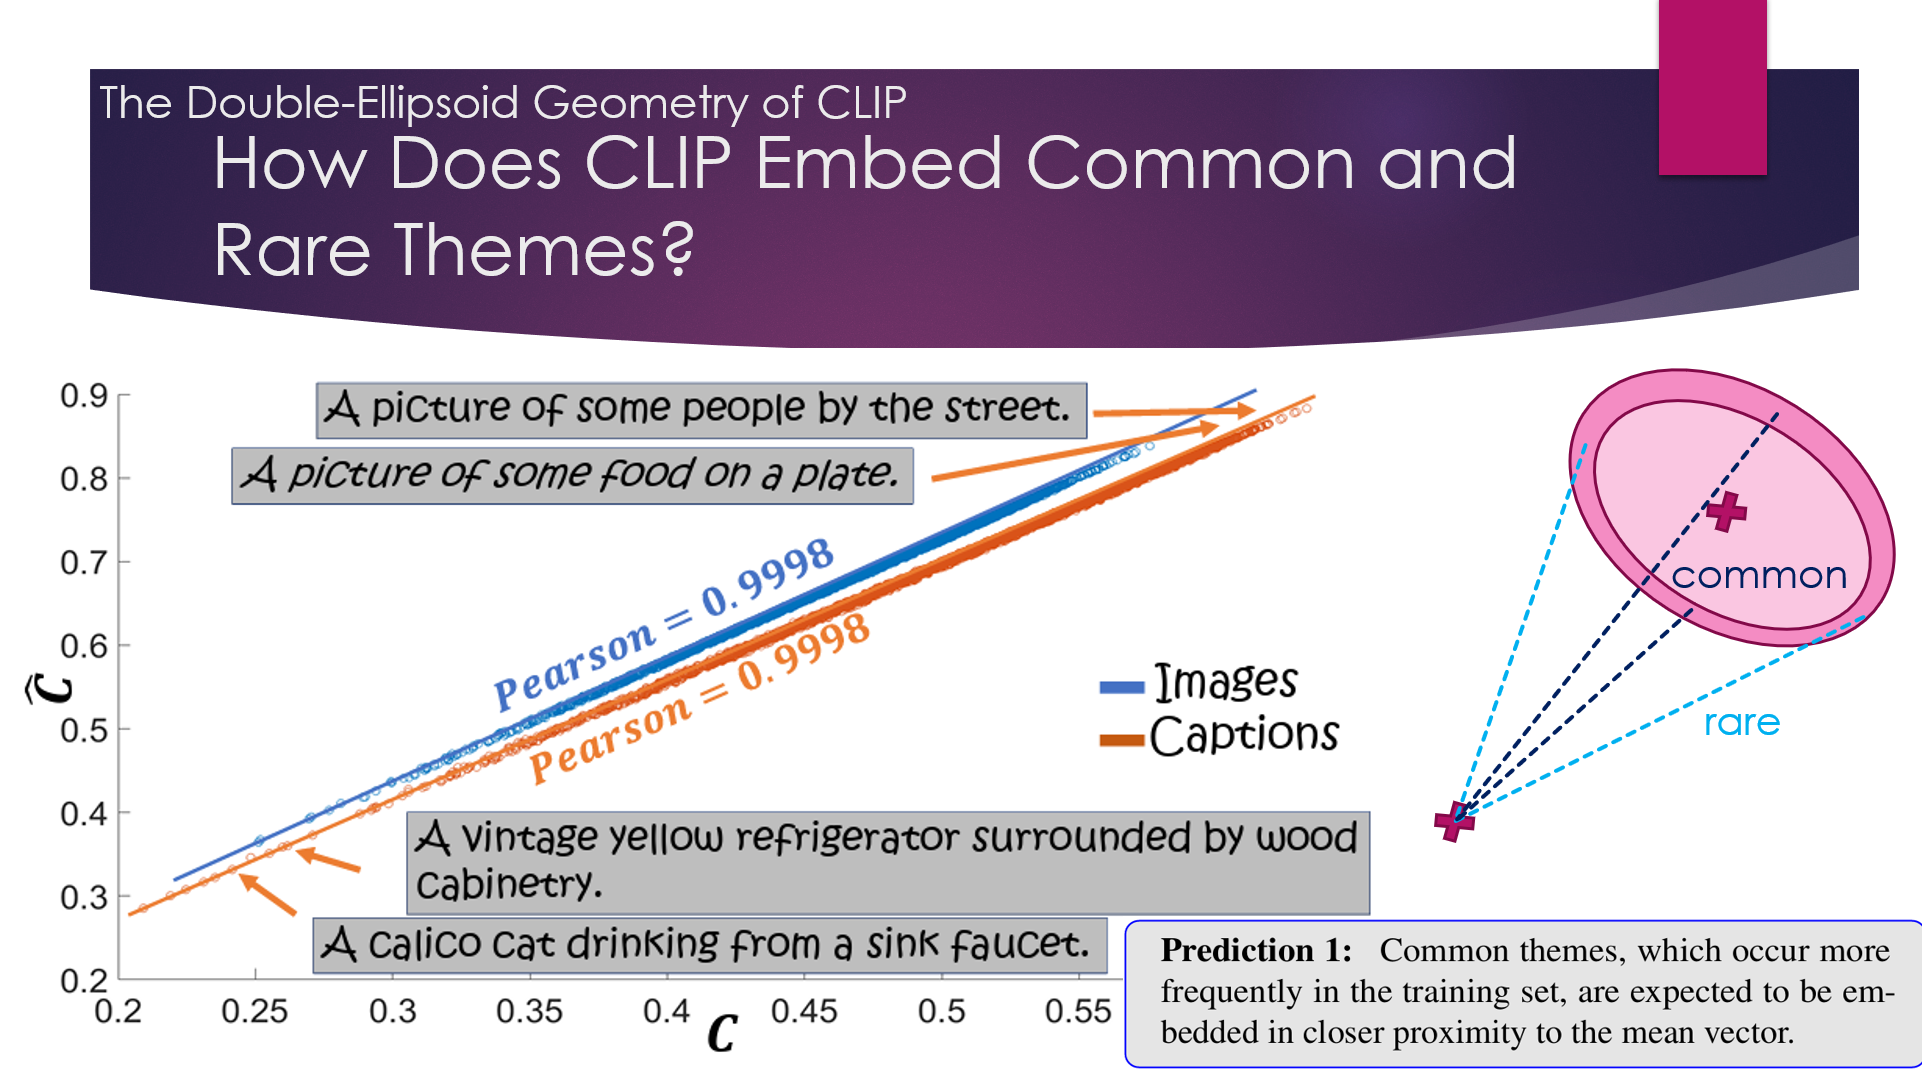 The Double-Ellipsoid Geometry of CLIP
How Does CLIP Embed Common and
Rare Themes?
0.9
0.8
0.7
0.6
0.5
0.4
0.3
0.2
Ĉ
A picture of some people by the street.
A picture of some food on a plate.
Pearson = 0.9998
Pearson = 0.9998
Images
Captions
A vintage yellow refrigerator surrounded by wood
cabinetry.
A calico cat drinking from a sink faucet.
0.2 0.25 0.3 0.35 0.4 0.45 0.5 0.55
C
common
rare
Prediction 1: Common themes, which occur more
frequently in the training set, are expected to be em-
bedded in closer proximity to the mean vector.